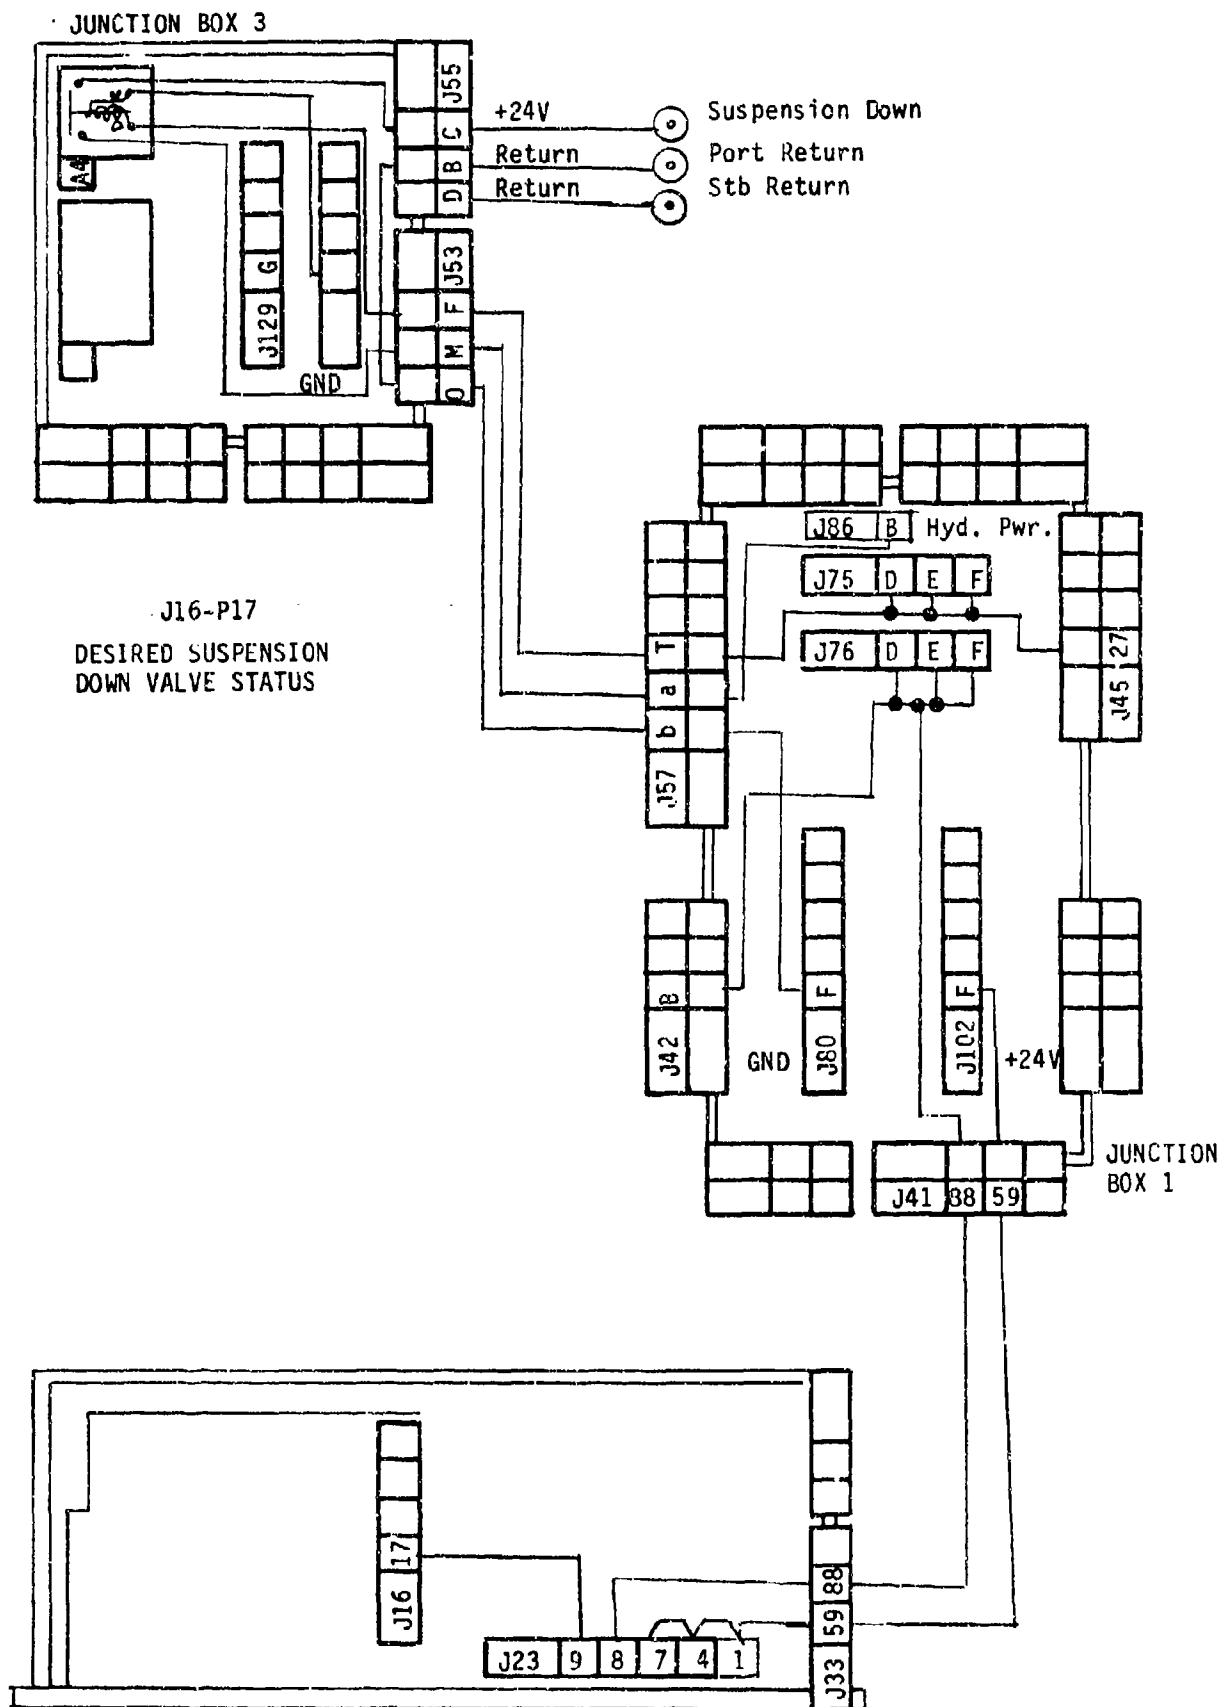 JUNCTION BOX 3
J55
C
B
D
+24V
Return
Return
Suspension Down
Port Return
Stb Return
A4
G
J129
GND
J53
F
M
O
J16-P17
DESIRED SUSPENSION
DOWN VALVE STATUS
J86 B Hyd. Pwr.
J75 D E F
J76 D E F
T
a
b
J57
27
J45
B
J42
GND
F
J80
F
J102
+24V
JUNCTION
BOX 1
J41 88 59
17
J16
88
59
J33
J23 9 8 7 4 1